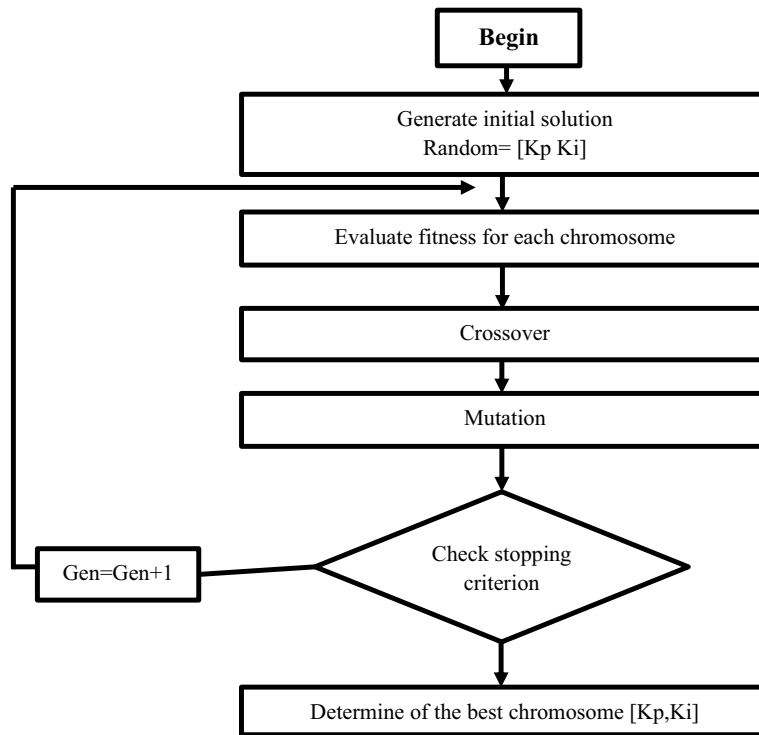 Begin
Generate initial solution
Random= [Kp Ki]
Evaluate fitness for each chromosome
Crossover
Mutation
Check stopping
criterion
Gen=Gen+1
Determine of the best chromosome [Kp,Ki]